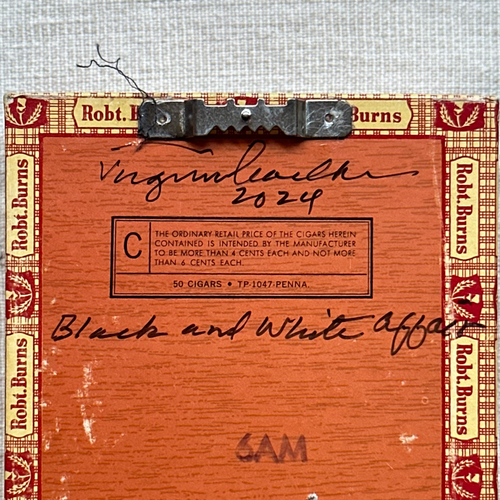 Robt. B
Burns
Robt. Burns
Robt. Burns
Virginia
2024
C
THE ORDINARY RETAIL PRICE OF THE CIGARS HEREIN
CONTAINED IS INTENDED BY THE MANUFACTURER
TO BE MORE THAN 4 CENTS EACH AND NOT MORE
THAN 6 CENTS EACH.
50 CIGARS • TP-1047-PENNA.
Black and White Affair
Robt. Burns
Robt. Burns
6AM